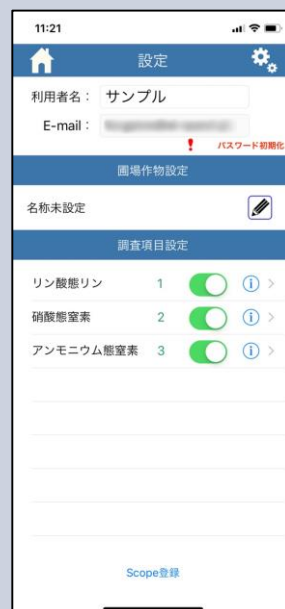 11:21
設定
利用者名： サンプル
E-mail：
! パスワード初期化
圃場作物設定
名称未設定
調査項目設定
リン酸態リン 1 i >
硝酸態窒素 2 i >
アンモニウム態窒素 3 i >
Scope登録